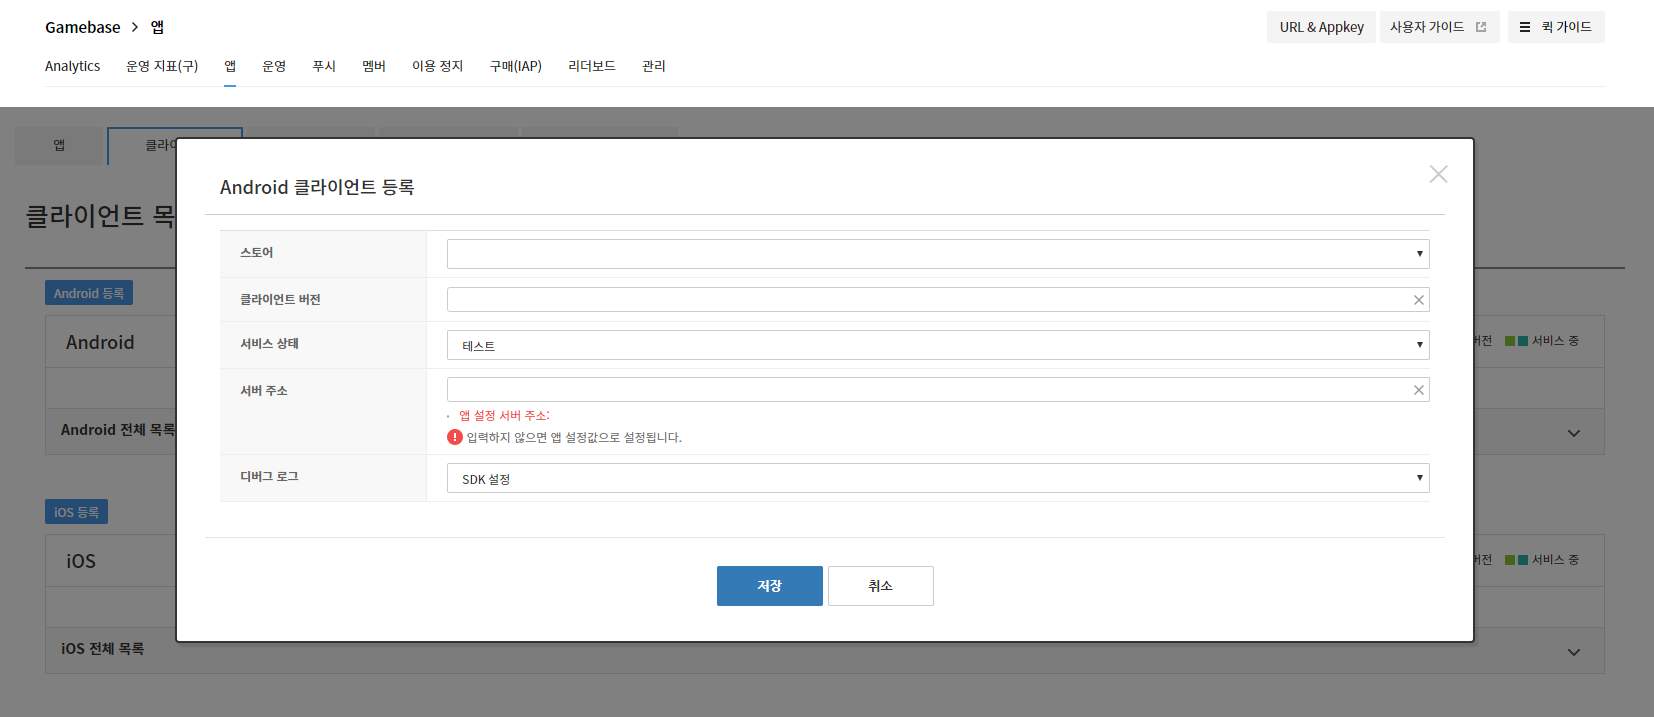 Gamebase > 앱
URL & Appkey
사용자 가이드
퀵 가이드
Analytics 운영 지표(구) 앱 운영 푸시 멤버 이용 정지 구매(IAP) 리더보드 관리
앱
클라이
Android 클라이언트 등록
클라이언트 목
스토어
클라이언트 버전
서비스 상태
테스트
서버 주소
앱 설정 서버 주소:
입력하지 않으면 앱 설정값으로 설정됩니다.
디버그 로그
SDK 설정
저장
취소
Android 등록
Android
서비스 중
Android 전체 목록
iOS 등록
iOS
서비스 중
iOS 전체 목록